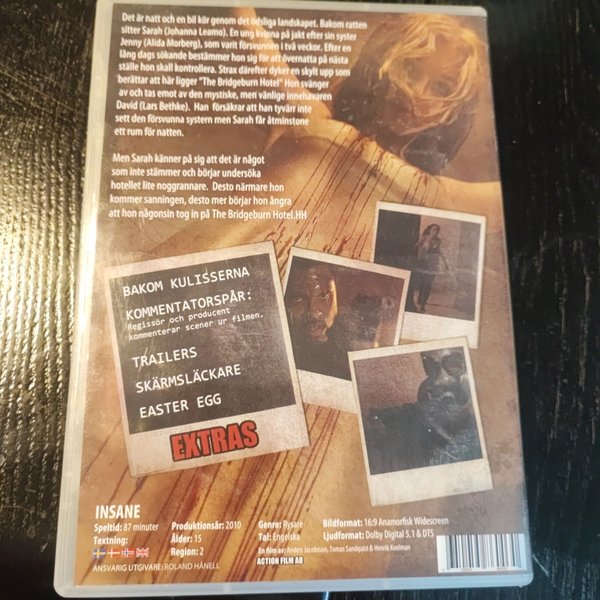 Det är natt och en bil kör genom det ödsliga landskapet. Bakom ratten
sitter Sarah (Johanna Leamo). En ung kvinna på jakt efter sin syster
Jenny (Alida Morberg), som varit försvunnen i två veckor. Efter en
lång dags sökande bestämmer hon sig för att övernatta på nästa
ställe hon skall kontrollera. Strax därefter dyker en skylt upp som
berättar att här ligger "The Bridgeburn Hotel" Hon svänger
av och tas emot av den mystiske, men vänlige innehavaren
David (Lars Bethke). Han försäkrar att han tyvärr inte
sett den försvunna systern men Sarah får åtminstone
ett rum för natten.
Men Sarah känner på sig att det är något
som inte stämmer och börjar undersöka
hotellet lite noggrannare. Desto närmare hon
kommer sanningen, desto mer börjar hon ångra
att hon någonsin tog in på The Bridgeburn Hotel.HH
BAKOM KULISSERNA
KOMMENTATORSPÅR:
Regissör och producent
kommenterar scener ur filmen.
TRAILERS
SKÄRMSLÄCKARE
EASTER EGG
EXTRAS
INSANE
Speltid: 87 minuter Produktionsår: 2010 Genre: Rysare Bildformat: 16:9 Anamorfisk Widescreen
Textning: Ålder: 15 Tal: Engelska Ljudformat: Dolby Digital 5.1 & DTS
Region: 2 En film av: Anders Jacobsson, Tomas Sandquist & Henrik Koelman
ANSVARIG UTGIVARE: ROLAND HÅNELL ACTION FILM AB